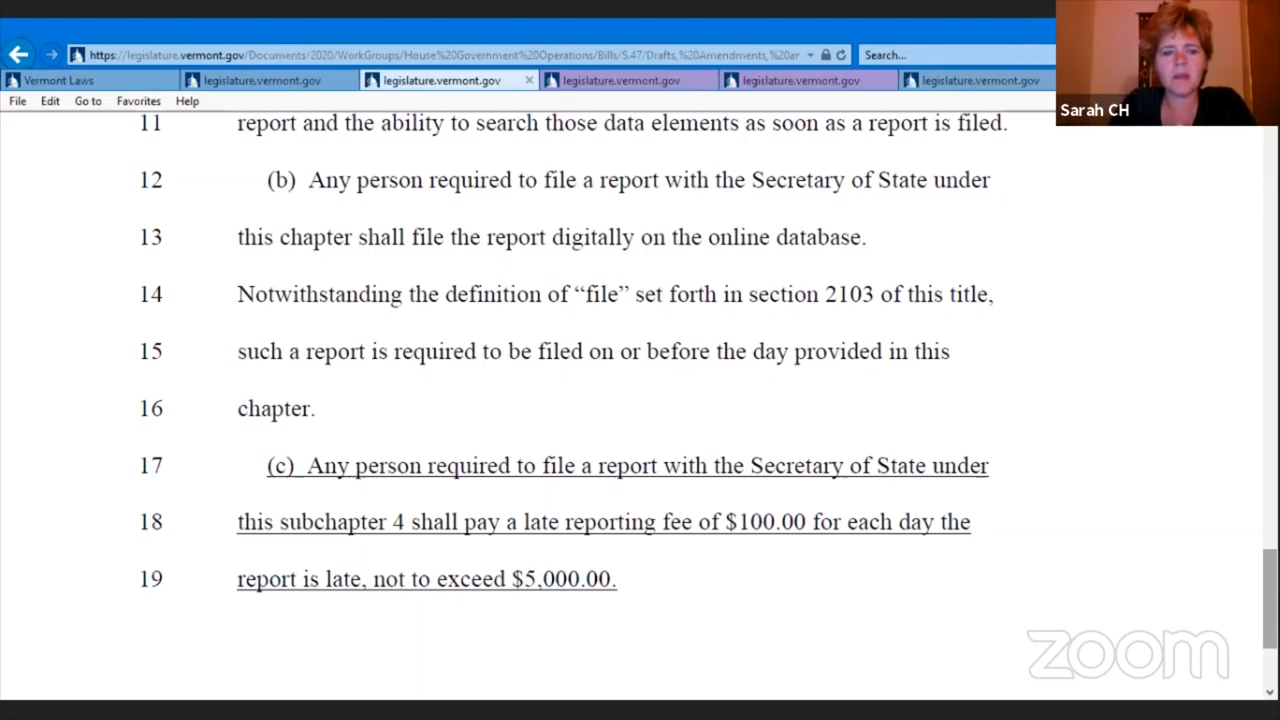 https://legislature.vermont.gov/Documents/2020/WorkGroups/House%20Government%20Operations/Bills/S.47/Drafts,%20Amendments,%20ar
Search...
Vermont Laws
legislature.vermont.gov
legislature.vermont.gov
legislature.vermont.gov
legislature.vermont.gov
legislature.vermont.gov
File Edit Go to Favorites Help
Sarah CH
11 report and the ability to search those data elements as soon as a report is filed.
12 (b) Any person required to file a report with the Secretary of State under
13 this chapter shall file the report digitally on the online database.
14 Notwithstanding the definition of “file” set forth in section 2103 of this title,
15 such a report is required to be filed on or before the day provided in this
16 chapter.
17 (c) Any person required to file a report with the Secretary of State under
18 this subchapter 4 shall pay a late reporting fee of $100.00 for each day the
19 report is late, not to exceed $5,000.00.
zoom